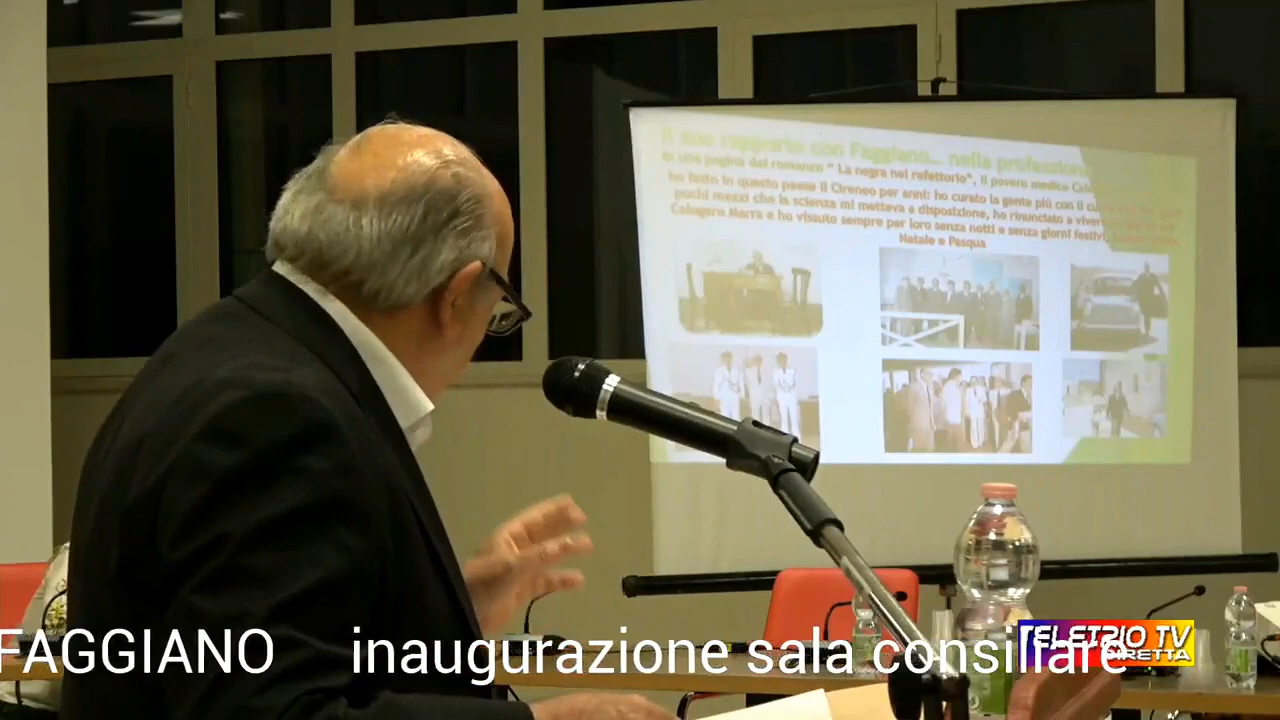 Il suo rapporto con Faggiano... nella professione
in una pagina del romanzo " La negra nel refettorio", il povero medico
ho fatto in questo paese il Cireneo per anni: ho curato la gente più con il
pochi mezzi che la scienza mi metteva a disposizione, ho rinunciato a
Calogero Marra e ho vissuto sempre per loro senza notti e senza giorni festivi,
Natale e Pasqua
FAGGIANO inaugurazione sala consiliare
TELETRIO TV
DIRETTA